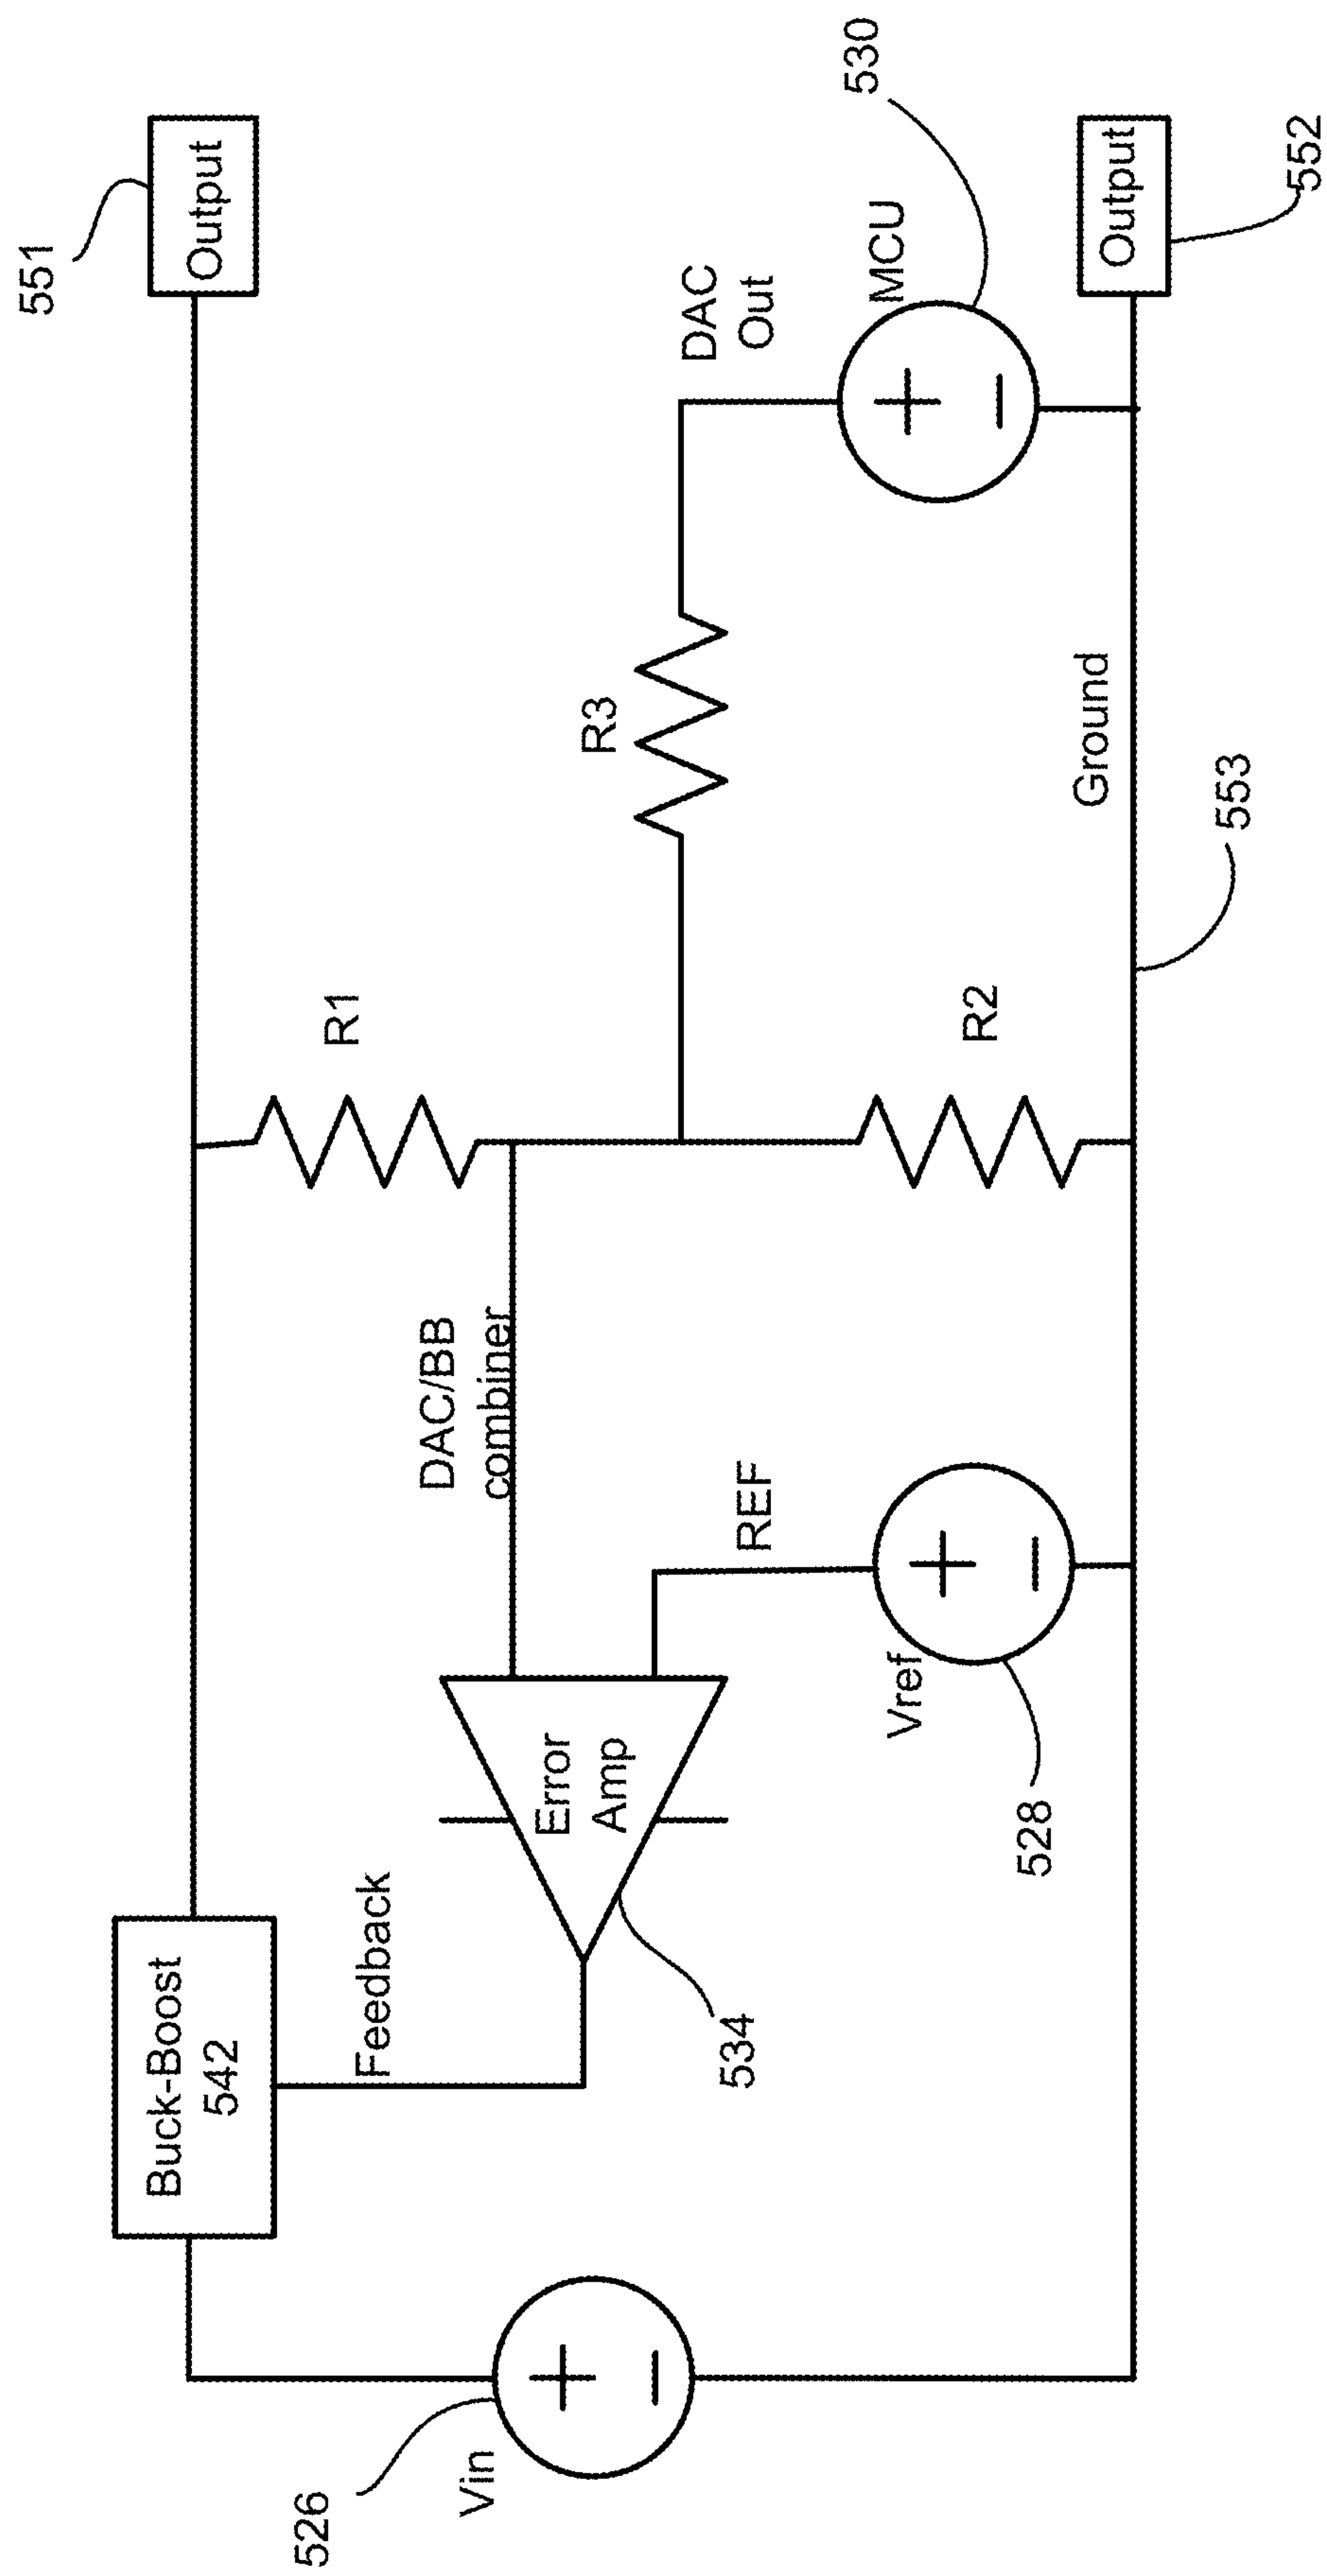 551
Output
Buck-Boost
542
R1
530
DAC
Out
MCU
R3
Feedback
DAC/BB
combiner
526
Vin
Error
Amp
REF
534
Vref
R2
Output
528
Ground
552
553